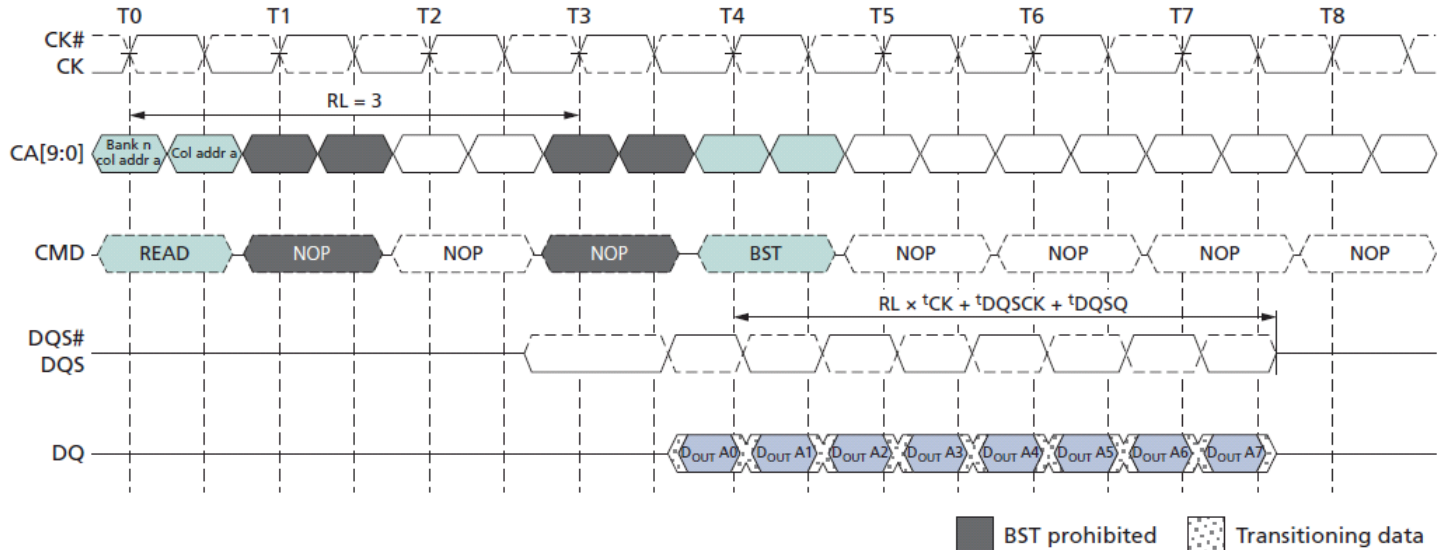 T0 T1 T2 T3 T4 T5 T6 T7 T8
CK#
CK
RL = 3
CA[9:0]
Bank n
col addr a
Col addr a
CMD READ NOP NOP NOP BST NOP NOP NOP NOP
RL × tCK + tDQSCK + tDQSQ
DQS#
DQS
DQ DOUT A0 DOUT A1 DOUT A2 DOUT A3 DOUT A4 DOUT A5 DOUT A6 DOUT A7
BST prohibited Transitioning data